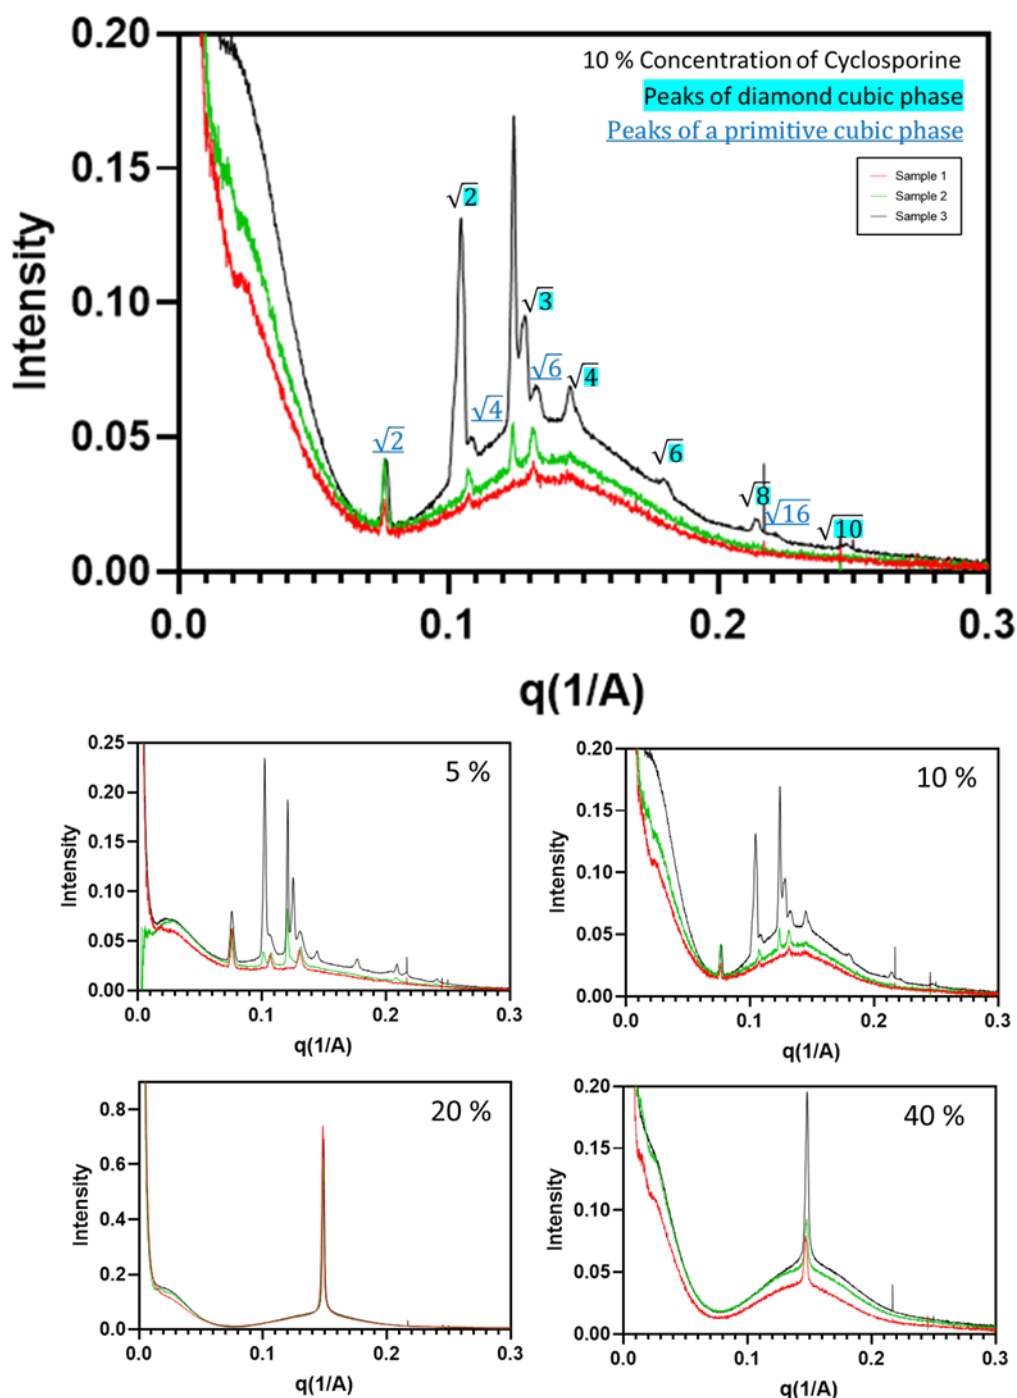 0.20
10 % Concentration of Cyclosporine
Peaks of diamond cubic phase
Peaks of a primitive cubic phase
Sample 1
Sample 2
Sample 3
0.15
√2
Intensity
0.10
√3
√6
√4
√4
0.05
√2
√6
√8
√16
√10
0.00
0.0 0.1 0.2 0.3
q(1/A)
0.25
5 %
0.20
0.15
Intensity
0.10
0.05
0.00
0.0 0.1 0.2 0.3
q(1/A)
0.20
10 %
0.15
Intensity
0.10
0.05
0.00
0.0 0.1 0.2 0.3
q(1/A)
20 %
0.8
0.6
Intensity
0.4
0.2
0.0
0.0 0.1 0.2 0.3
q(1/A)
0.20
40 %
0.15
Intensity
0.10
0.05
0.00
0.0 0.1 0.2 0.3
q(1/A)